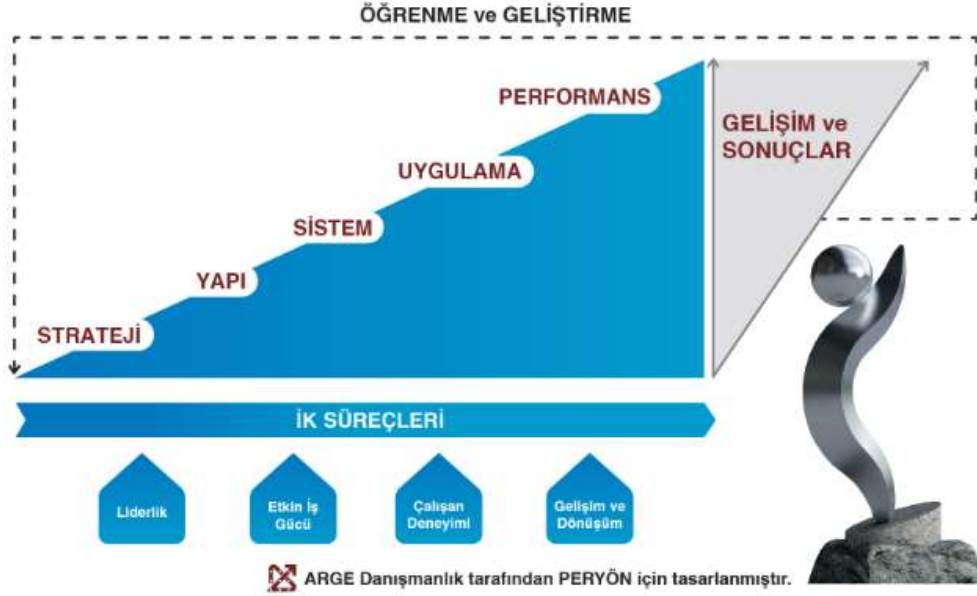 ÖĞRENME ve GELİŞTİRME
PERFORMANS
GELİŞİM ve
SONUÇLAR
UYGULAMA
SİSTEM
YAPI
STRATEJİ
İK SÜREÇLERİ
Liderlik
Etkin İş
Gücü
Çalışan
Deneyimi
Gelişim ve
Dönüşüm
ARGE Danışmanlık tarafından PERYÖN için tasarlanmıştır.